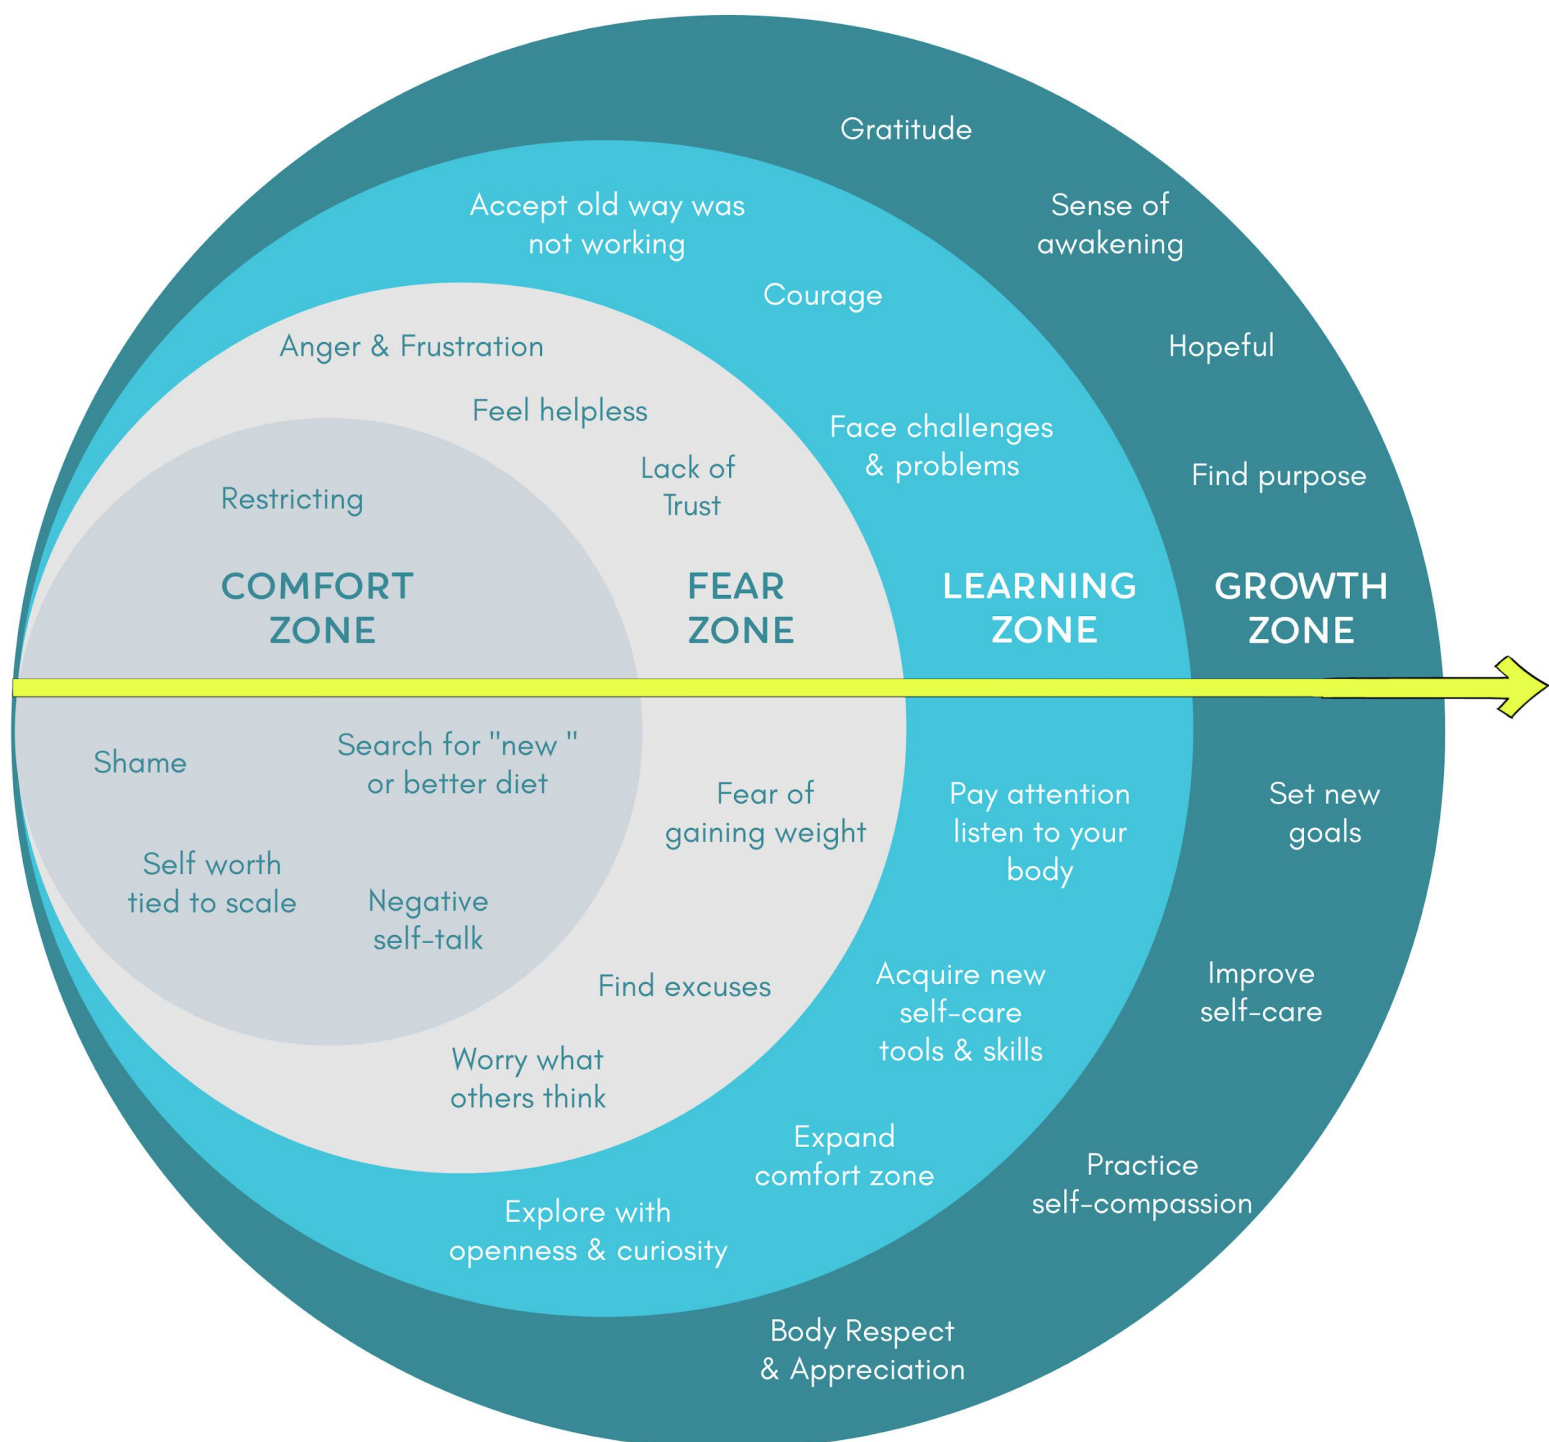 Gratitude
Sense of
awakening
Hopeful
Find purpose
GROWTH
ZONE
Set new
goals
Improve
self-care
Practice
self-compassion
Body Respect
& Appreciation
Accept old way was
not working
Courage
Face challenges
& problems
LEARNING
ZONE
Pay attention
listen to your
body
Acquire new
self-care
tools & skills
Expand
comfort zone
Explore with
openness & curiosity
Anger & Frustration
Feel helpless
Lack of
Trust
FEAR
ZONE
Fear of
gaining weight
Find excuses
Worry what
others think
Restricting
COMFORT
ZONE
Shame
Search for "new "
or better diet
Self worth
tied to scale
Negative
self-talk